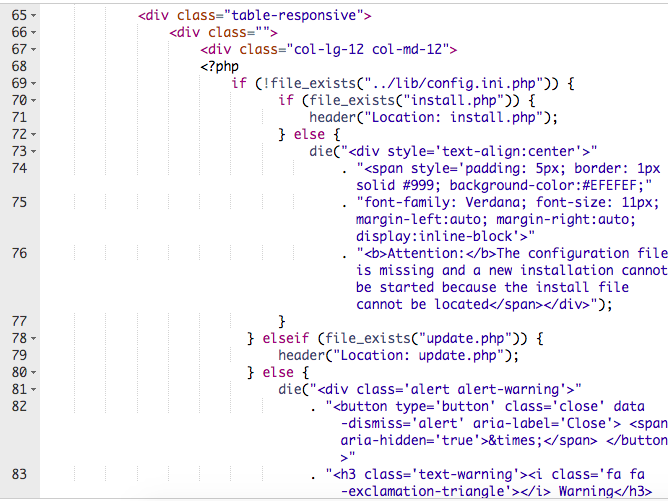 65 <div class="table-responsive">
66 <div class="">
67 <div class="col-lg-12 col-md-12">
68 <?php
69 if (!file_exists("../lib/config.ini.php")) {
70 if (file_exists("install.php")) {
71 header("Location: install.php");
72 } else {
73 die("<div style='text-align:center'>"
74 . "<span style='padding: 5px; border: 1px
solid #999; background-color:#EFEFEF;"
75 . "font-family: Verdana; font-size: 11px;
margin-left:auto; margin-right:auto;
display:inline-block'>"
76 . "<b>Attention:</b>The configuration file
is missing and a new installation cannot
be started because the install file
cannot be located</span></div>");
77 }
78 } elseif (file_exists("update.php")) {
79 header("Location: update.php");
80 } else {
81 die("<div class='alert alert-warning'>"
82 . "<button type='button' class='close' data
-dismiss='alert' aria-label='Close'> <span
aria-hidden='true'>&times;</span> </button
>"
83 . "<h3 class='text-warning'><i class='fa fa
-exclamation-triangle'></i> Warning</h3>